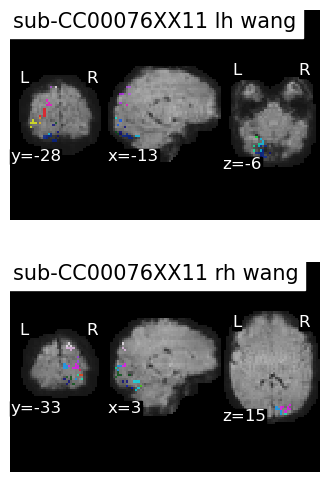 sub-CC00076XX11 lh wang
L R L R
y=-28 x=-13 z=-6
sub-CC00076XX11 rh wang
L R L R
y=-33 x=3 z=15